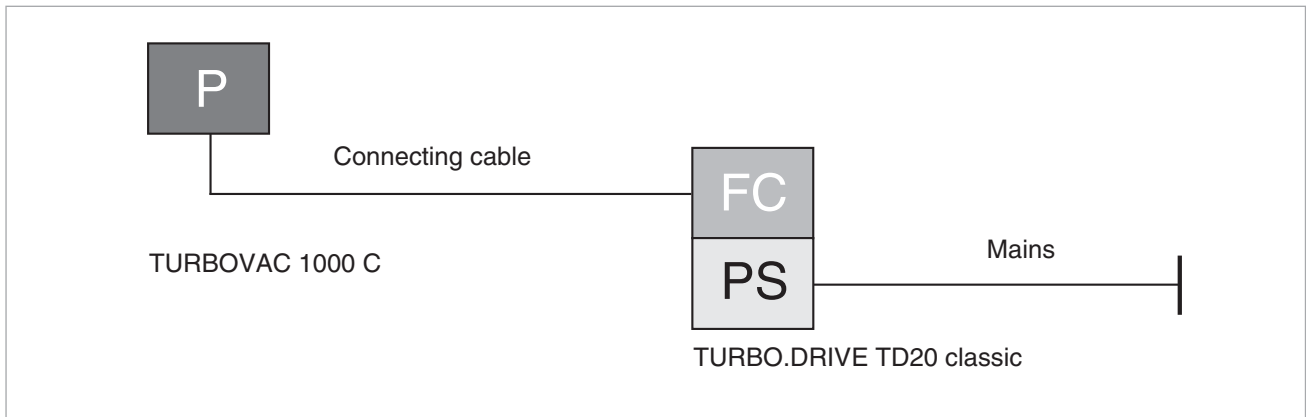 P
Connecting cable
FC
Mains
TURBOVAC 1000 C
PS
TURBO.DRIVE TD20 classic